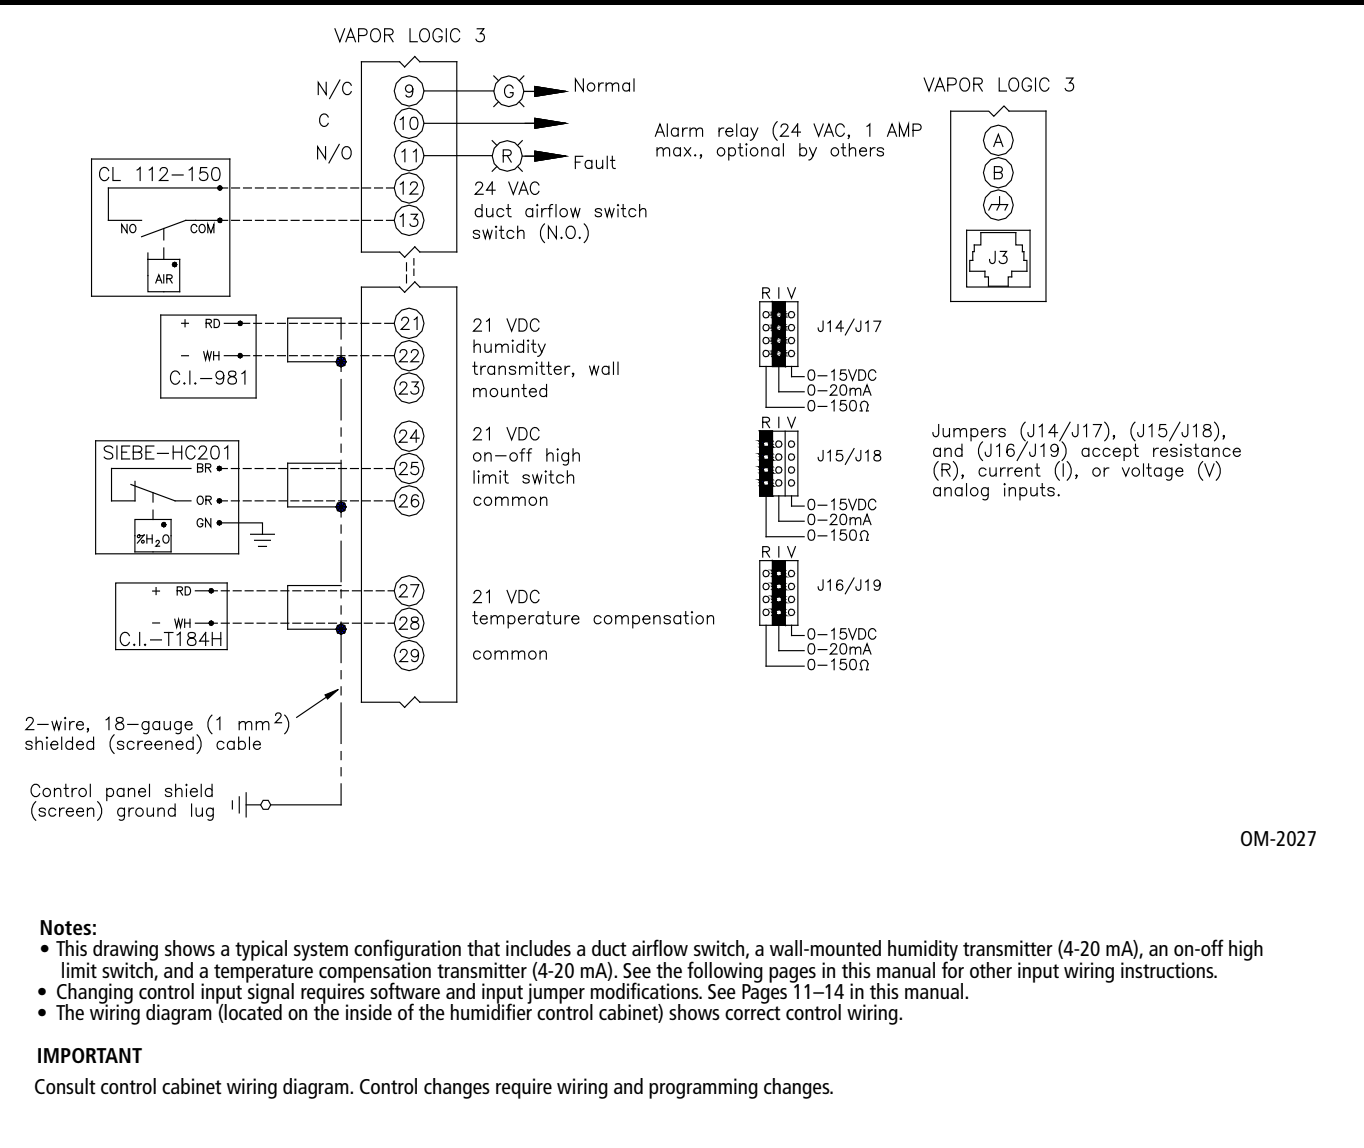 VAPOR LOGIC 3
N/C
9
G
Normal
C
10
N/O
11
R
Fault
Alarm relay (24 VAC, 1 AMP
max., optional by others
VAPOR LOGIC 3
A
B
J3
CL 112–150
NO
COM
AIR
12
13
24 VAC
duct airflow switch
switch (N.O.)
+ RD
– WH
C.I.–981
21
22
23
21 VDC
humidity
transmitter, wall
mounted
SIEBE–HC201
BR
OR
GN
%H2O
24
25
26
21 VDC
on–off high
limit switch
common
+ RD
– WH
C.I.–T184H
27
28
29
21 VDC
temperature compensation
common
R I V
J14/J17
0–15VDC
0–20mA
0–150Ω
R I V
J15/J18
0–15VDC
0–20mA
0–150Ω
R I V
J16/J19
0–15VDC
0–20mA
0–150Ω
Jumpers (J14/J17), (J15/J18),
and (J16/J19) accept resistance
(R), current (I), or voltage (V)
analog inputs.
2–wire, 18–gauge (1 mm2)
shielded (screened) cable
Control panel shield
(screen) ground lug
OM-2027
Notes:
• This drawing shows a typical system configuration that includes a duct airflow switch, a wall-mounted humidity transmitter (4-20 mA), an on-off high
limit switch, and a temperature compensation transmitter (4-20 mA). See the following pages in this manual for other input wiring instructions.
• Changing control input signal requires software and input jumper modifications. See Pages 11–14 in this manual.
• The wiring diagram (located on the inside of the humidifier control cabinet) shows correct control wiring.
IMPORTANT
Consult control cabinet wiring diagram. Control changes require wiring and programming changes.